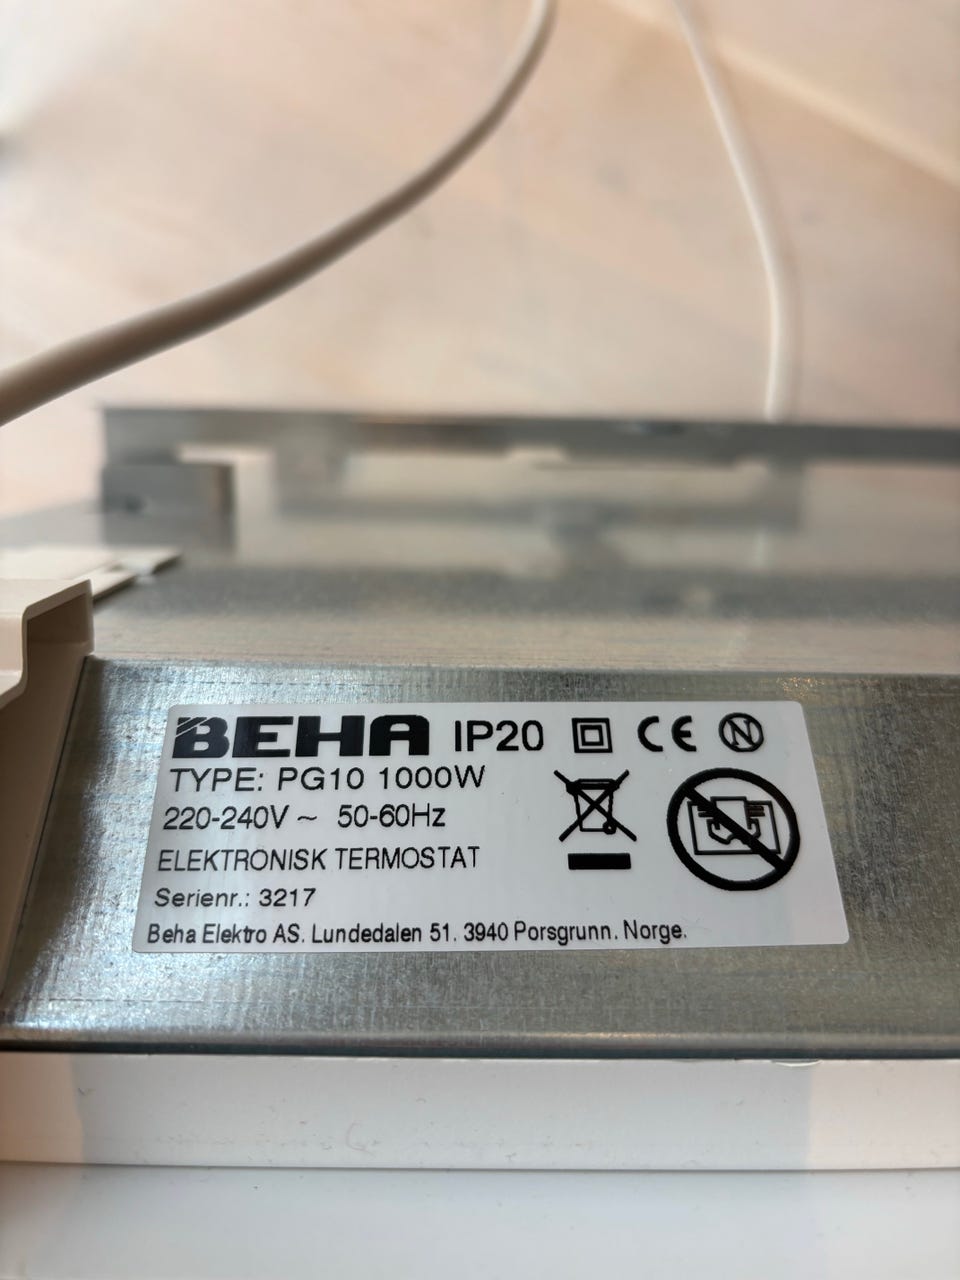 BEHA IP20 CE N
TYPE: PG10 1000W
220-240V ~ 50-60Hz
ELEKTRONISK TERMOSTAT
Serienr.: 3217
Beha Elektro AS. Lundedalen 51. 3940 Porsgrunn. Norge.